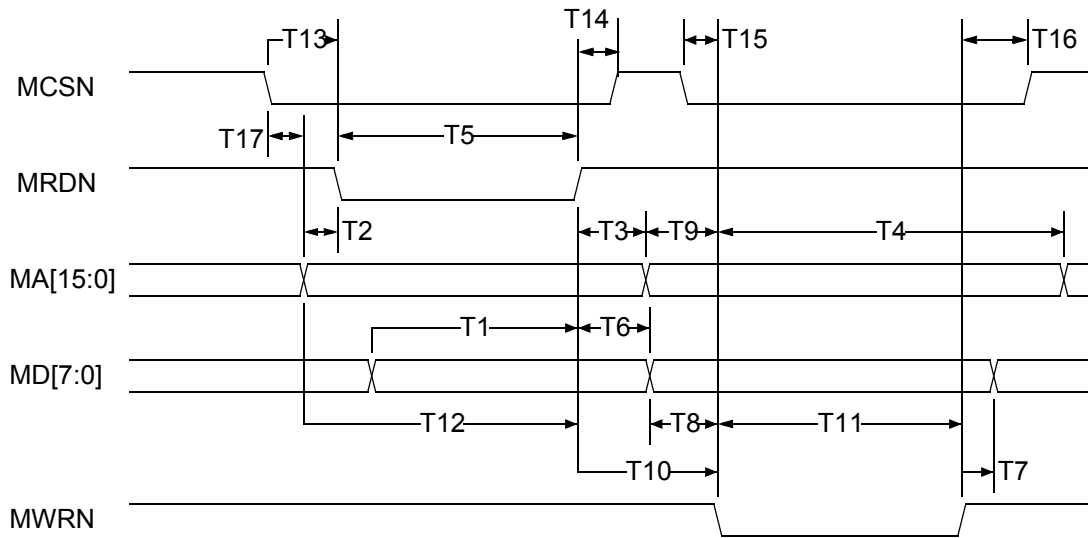 T14
T13
T15
T16
MCSN
T17
T5
MRDN
T2
T3
T9
T4
MA[15:0]
T1
T6
MD[7:0]
T12
T8
T11
T10
T7
MWRN